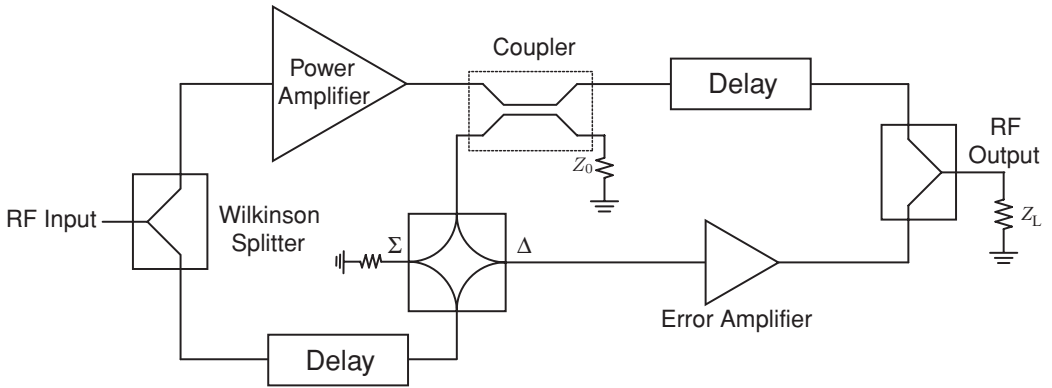 Coupler
Power
Amplifier
Delay
RF
Output
Z0
RF Input
Wilkinson
Splitter
Σ
Δ
ZL
Error Amplifier
Delay